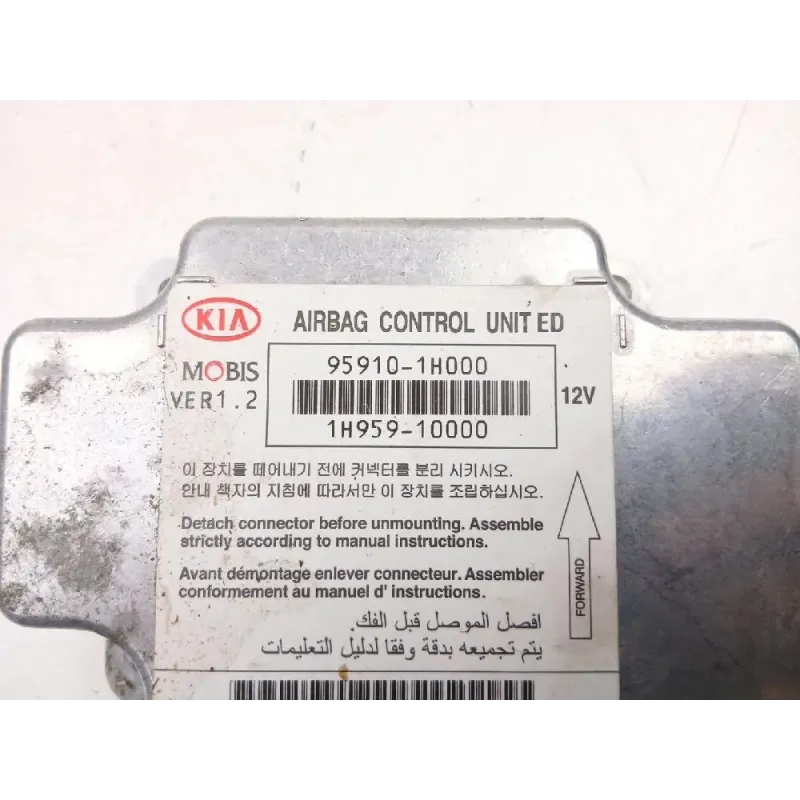 KIA AIRBAG CONTROL UNIT ED
MOBIS 95910-1H000
VER1.2 12V
1H959-10000
이 장치를 떼어내기 전에 커넥터를 분리 시키시오.
안내 책자의 지침에 따라서만 이 장치를 조립하십시오.
Detach connector before unmounting. Assemble
strictly according to manual instructions.
Avant démontage enlever connecteur. Assembler
conformement au manuel d' instructions.
افصل الموصل قبل الفك.
يتم تجميعه بدقة وفقا لدليل التعليمات
FORWARD